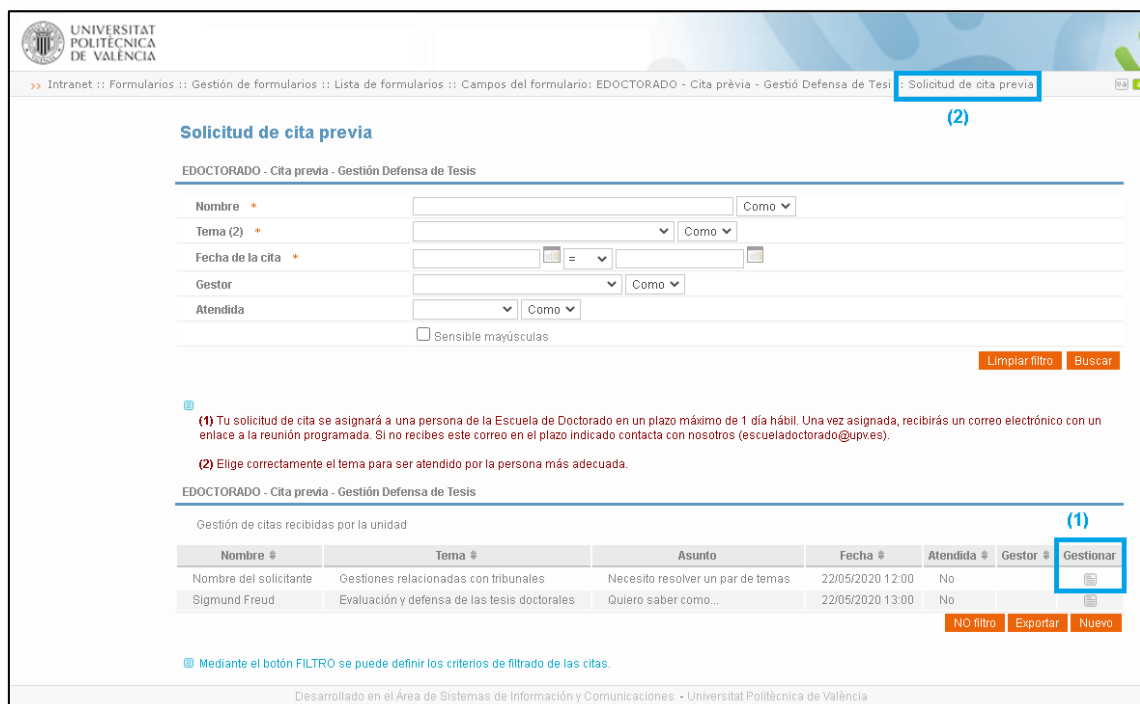 UNIVERSITAT
POLITÈCNICA
DE VALÈNCIA
>> Intranet :: Formularios :: Gestión de formularios :: Lista de formularios :: Campos del formulario: EDOCTORADO - Cita prèvia - Gestió Defensa de Tesi :: Solicitud de cita previa
(2)
Solicitud de cita previa
EDOCTORADO - Cita previa - Gestión Defensa de Tesis
Nombre * Como
Tema (2) * Como
Fecha de la cita * =
Gestor Como
Atendida Como
Sensible mayúsculas
Limpiar filtro Buscar
(1) Tu solicitud de cita se asignará a una persona de la Escuela de Doctorado en un plazo máximo de 1 día hábil. Una vez asignada, recibirás un correo electrónico con un
enlace a la reunión programada. Si no recibes este correo en el plazo indicado contacta con nosotros (escueladoctorado@upv.es).
(2) Elige correctamente el tema para ser atendido por la persona más adecuada.
EDOCTORADO - Cita previa - Gestión Defensa de Tesis
Gestión de citas recibidas por la unidad
(1)
Nombre Tema Asunto Fecha Atendida Gestor Gestionar
Nombre del solicitante Gestiones relacionadas con tribunales Necesito resolver un par de temas 22/05/2020 12:00 No
Sigmund Freud Evaluación y defensa de las tesis doctorales Quiero saber como... 22/05/2020 13:00 No
NO filtro Exportar Nuevo
Mediante el botón FILTRO se puede definir los criterios de filtrado de las citas.
Desarrollado en el Área de Sistemas de Información y Comunicaciones - Universitat Politècnica de València